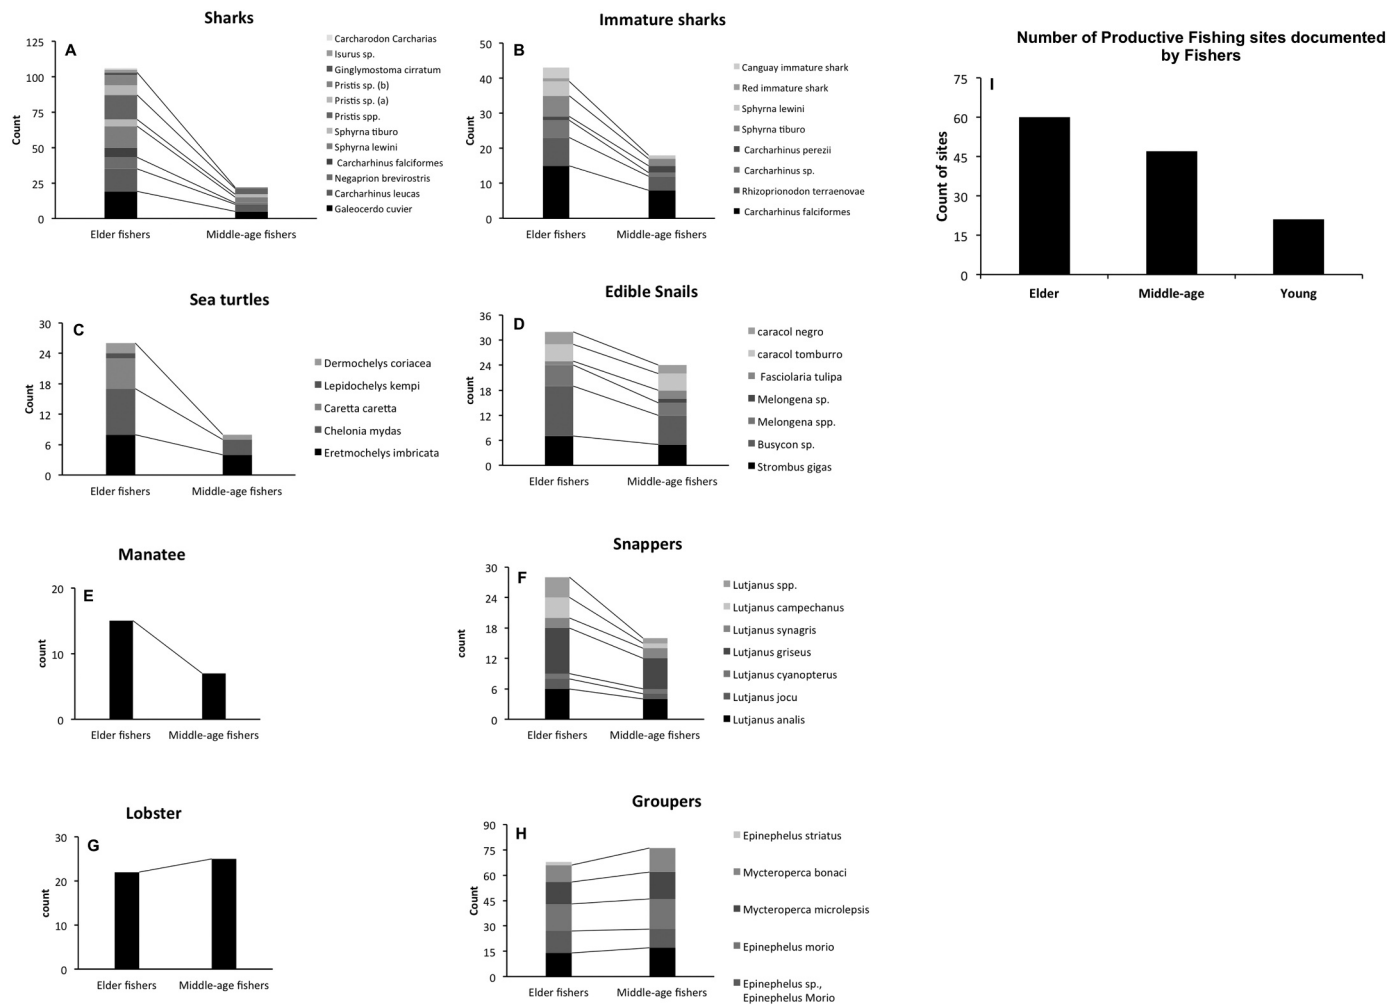 Sharks
A
125
100
75
50
25
0
Count
Elder fishers
Middle-age fishers
Carcharodon Carcharias
Isurus sp.
Ginglymostoma cirratum
Pristis sp. (b)
Pristis sp. (a)
Pristis spp.
Sphyrna tiburo
Sphyrna lewini
Carcharhinus falciformes
Negaprion brevirostris
Carcharhinus leucas
Galeocerdo cuvier
Immature sharks
B
50
40
30
20
10
0
Count
Elder fishers
Middle-age fishers
Canguay immature shark
Red immature shark
Sphyrna lewini
Sphyrna tiburo
Carcharhinus perezii
Carcharhinus sp.
Rhizoprionodon terraenovae
Carcharhinus falciformes
Number of Productive Fishing sites documented
by Fishers
I
75
60
45
30
15
0
Count of sites
Elder
Middle-age
Young
Sea turtles
C
30
24
18
12
6
0
Count
Elder fishers
Middle-age fishers
Dermochelys coriacea
Lepidochelys kempi
Caretta caretta
Chelonia mydas
Eretmochelys imbricata
Edible Snails
D
36
30
24
18
12
6
0
Count
Elder fishers
Middle-age fishers
caracol negro
caracol tomburro
Fasciolaria tulipa
Melongena sp.
Melongena spp.
Busycon sp.
Strombus gigas
Manatee
E
20
10
0
count
Elder fishers
Middle-age fishers
Snappers
F
30
24
18
12
6
0
count
Elder fishers
Middle-age fishers
Lutjanus spp.
Lutjanus campechanus
Lutjanus synagris
Lutjanus griseus
Lutjanus cyanopterus
Lutjanus jocu
Lutjanus analis
Lobster
G
30
20
10
0
count
Elder fishers
Middle-age fishers
Groupers
H
90
75
60
45
30
15
0
Count
Elder fishers
Middle-age fishers
Epinephelus striatus
Mycteroperca bonaci
Mycteroperca microlepsis
Epinephelus morio
Epinephelus sp.,
Epinephelus Morio